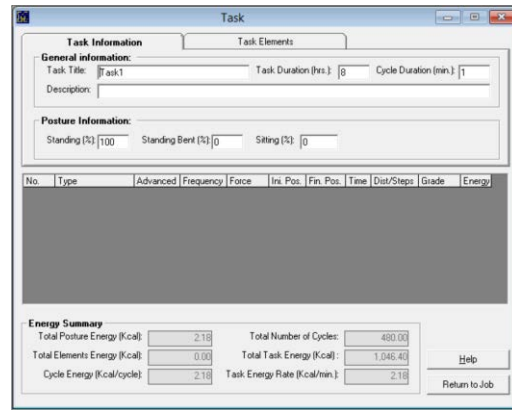 Task
Task Information Task Elements
General information:
Task Title: Task1 Task Duration (hrs.): 8 Cycle Duration (min.): 1
Description:
Posture Information:
Standing (%): 100 Standing Bent (%): 0 Sitting (%): 0
No. Type Advanced Frequency Force Ini. Pos. Fin. Pos. Time Dist/Steps Grade Energy
Energy Summary
Total Posture Energy (Kcal): 2.18 Total Number of Cycles: 480.00
Total Elements Energy (Kcal): 0.00 Total Task Energy (Kcal) : 1,046.40
Cycle Energy (Kcal/cycle): 2.18 Task Energy Rate (Kcal/min.): 2.18
Help
Return to Job